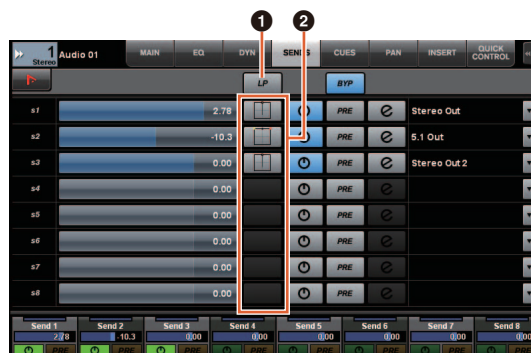 1 2
1 Audio 01 MAIN EQ DYN SENDS CUES PAN INSERT QUICK CONTROL
Stereo
LP BYP
s1 2.78 PRE e Stereo Out
s2 -10.3 PRE e 5.1 Out
s3 0.00 PRE e Stereo Out 2
s4 0.00 PRE e
s5 0.00 PRE e
s6 0.00 PRE e
s7 0.00 PRE e
s8 0.00 PRE e
Send 1 Send 2 Send 3 Send 4 Send 5 Send 6 Send 7 Send 8
2.78 -10.3 0.00 0.00 0.00 0.00 0.00 0.00
PRE PRE PRE PRE PRE PRE PRE